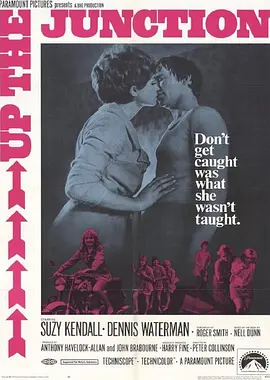 PARAMOUNT PICTURES presents A BHE PRODUCTION
UP THE JUNCTION
Don't
get
caught
was
what
she
wasn't
taught.
STARRING
SUZY KENDALL · DENNIS WATERMAN
ROGER SMITH
NELL DUNN
ANTHONY HAVELOCK-ALLAN and JOHN BRABOURNE
HARRY FINE · PETER COLLINSON
TECHNISCOPE® · TECHNICOLOR® · A PARAMOUNT PICTURE